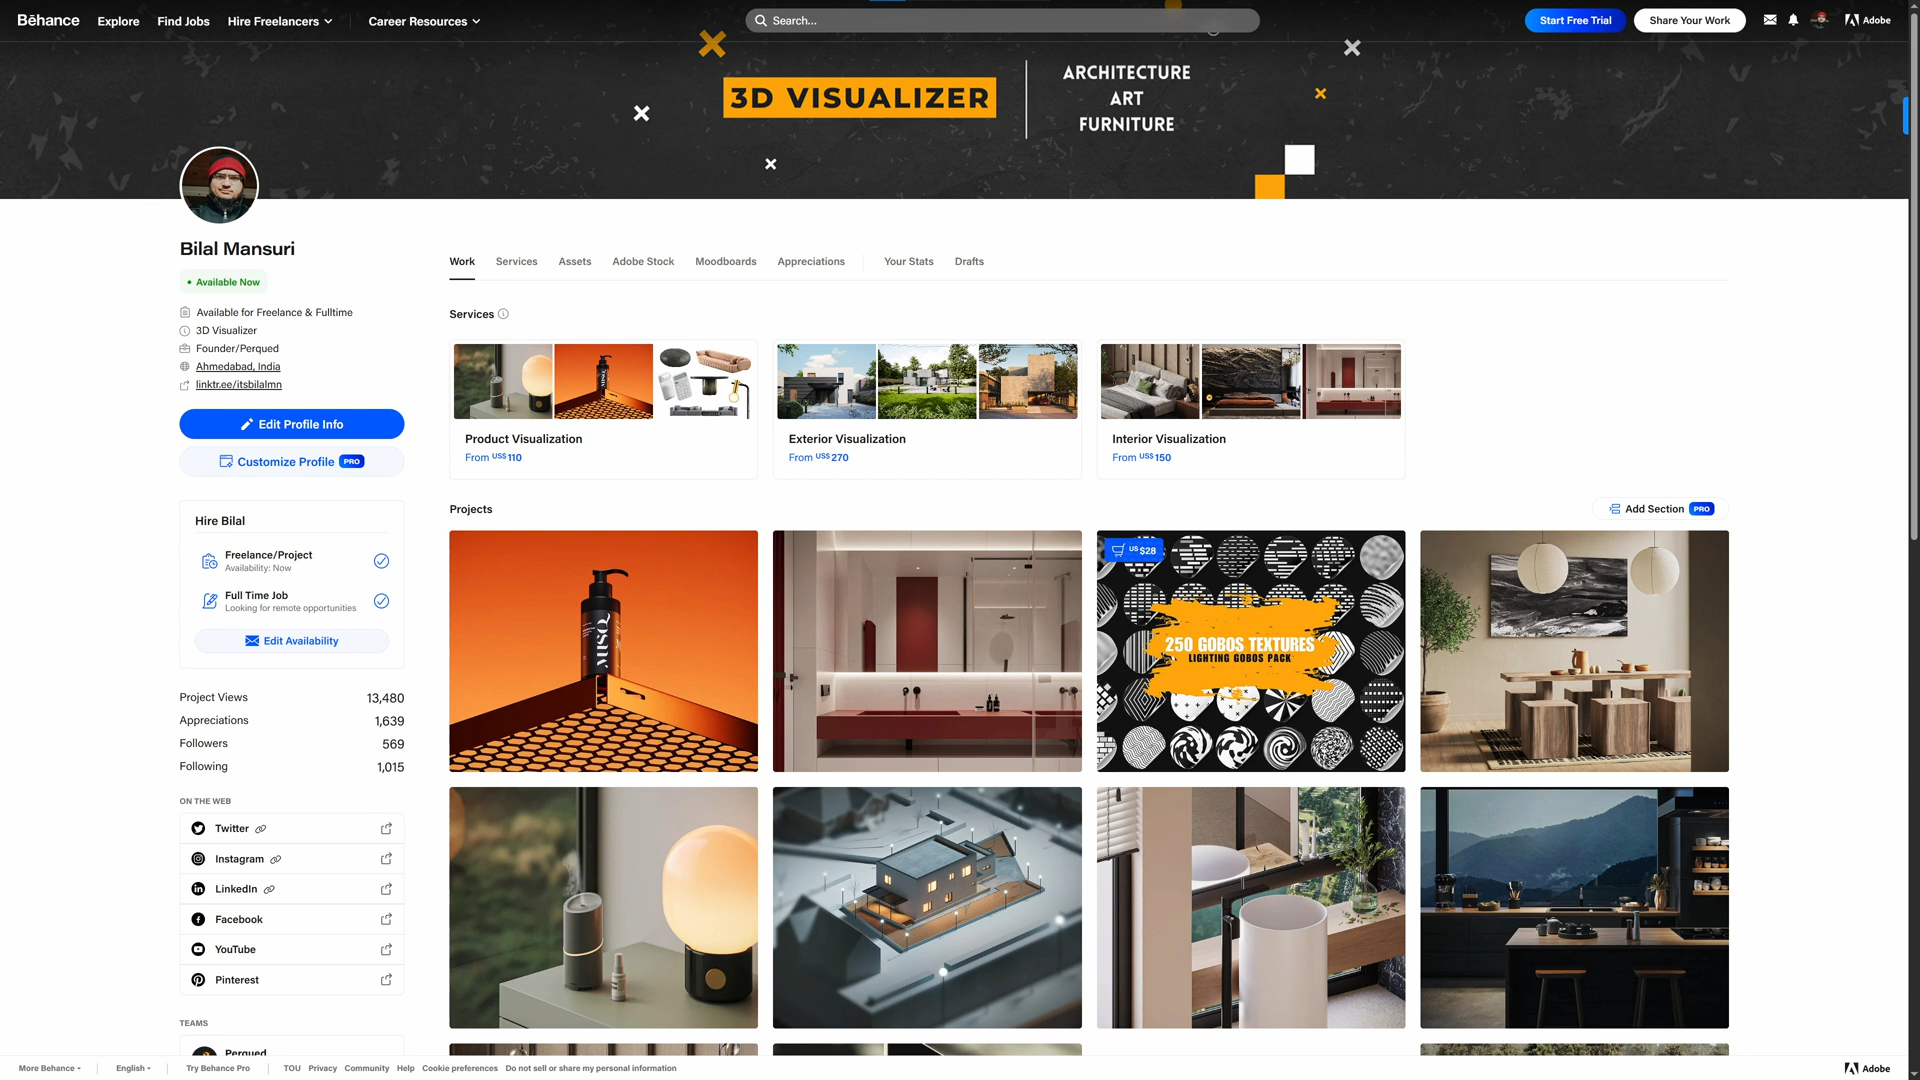 Bēhance
Explore
Find Jobs
Hire Freelancers
Career Resources
Search...
Start Free Trial
Share Your Work
Adobe
3D VISUALIZER
ARCHITECTURE
ART
FURNITURE
Bilal Mansuri
Available Now
Available for Freelance & Fulltime
3D Visualizer
Founder/Perqued
Ahmedabad, India
linktr.ee/itsbilalmn
Edit Profile Info
Customize Profile PRO
Hire Bilal
Freelance/Project
Availability: Now
Full Time Job
Looking for remote opportunities
Edit Availability
Project Views 13,480
Appreciations 1,639
Followers 569
Following 1,015
ON THE WEB
Twitter
Instagram
LinkedIn
Facebook
YouTube
Pinterest
TEAMS
Perqued
Work
Services
Assets
Adobe Stock
Moodboards
Appreciations
Your Stats
Drafts
Services
Product Visualization
From US$ 110
Exterior Visualization
From US$ 270
Interior Visualization
From US$ 150
Projects
Add Section PRO
MISQ
US $28
250 GOBOS TEXTURES
LIGHTING GOBOS PACK
More Behance
English
Try Behance Pro
TOU
Privacy
Community
Help
Cookie preferences
Do not sell or share my personal information
Adobe